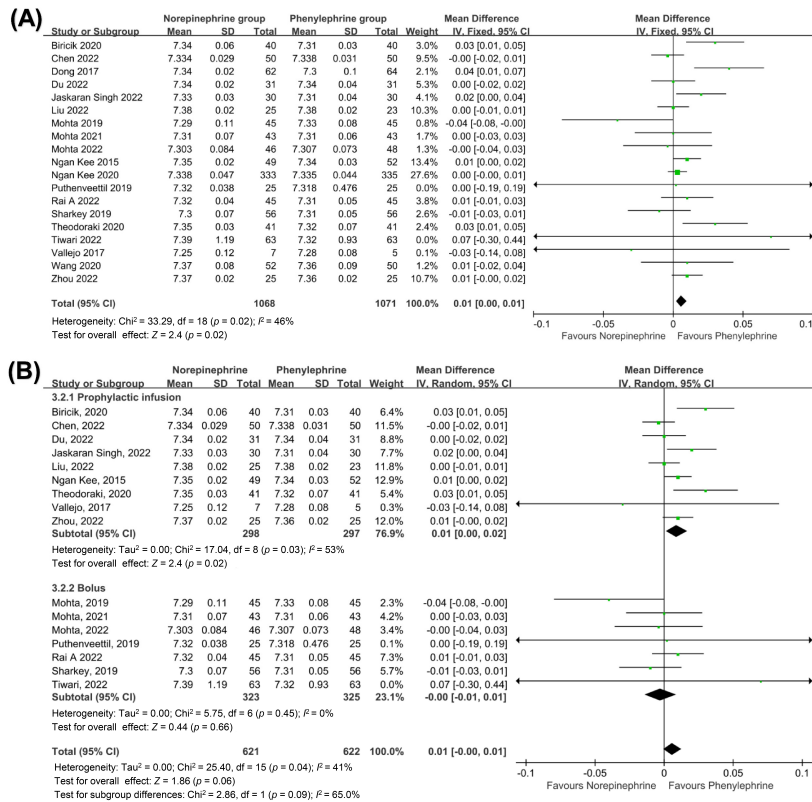 (A)
Norepinephrine group Phenylephrine group Mean Difference Mean Difference
Study or Subgroup Mean SD Total Mean SD Total Weight IV, Fixed, 95% CI IV, Fixed, 95% CI
Biricik 2020 7.34 0.06 40 7.31 0.03 40 3.0% 0.03 [0.01, 0.05]
Chen 2022 7.334 0.029 50 7.338 0.031 50 9.4% -0.00 [-0.02, 0.01]
Dong 2017 7.34 0.02 62 7.3 0.1 64 2.1% 0.04 [0.01, 0.07]
Du 2022 7.34 0.02 31 7.34 0.04 31 0.00 [-0.02, 0.02]
Jaskaran Singh 2022 7.33 0.03 30 7.31 0.04 30 0.02 [0.00, 0.04]
Liu 2022 7.38 0.02 25 7.38 0.02 23 10.3% 0.00 [-0.01, 0.01]
Mohta 2019 7.29 0.11 45 7.33 0.08 45 0.8% -0.04 [-0.08, -0.00]
Mohta 2021 7.31 0.07 43 7.31 0.06 43 0.00 [-0.03, 0.03]
Mohta 2022 7.303 0.084 46 7.307 0.073 48 -0.00 [-0.04, 0.03]
Ngan Kee 2015 7.35 0.02 49 7.34 0.03 52 13.4% 0.01 [0.00, 0.02]
Ngan Kee 2020 7.338 0.047 333 7.335 0.044 335 27.6% 0.00 [-0.00, 0.01]
Puthenveettil 2019 7.32 0.038 25 7.318 0.476 25 0.0% 0.00 [-0.19, 0.19]
Rai A 2022 7.32 0.04 45 7.31 0.05 45 0.01 [-0.01, 0.03]
Sharkey 2019 7.3 0.07 56 7.31 0.05 56 2.6% -0.01 [-0.03, 0.01]
Theodoraki 2020 7.35 0.03 41 7.32 0.07 41 0.03 [0.01, 0.05]
Tiwari 2022 7.39 1.19 63 7.32 0.93 63 0.0% 0.07 [-0.30, 0.44]
Vallejo 2017 7.25 0.12 7 7.28 0.08 5 0.1% -0.03 [-0.14, 0.08]
Wang 2020 7.37 0.08 52 7.36 0.09 50 1.2% 0.01 [-0.02, 0.04]
Zhou 2022 7.37 0.02 25 7.36 0.02 25 10.7% 0.01 [-0.00, 0.02]
Total (95% CI) 1068 1071 100.0% 0.01 [0.00, 0.01]
Heterogeneity: Chi² = 33.29, df = 18 (p = 0.02); I² = 46%
Test for overall effect: Z = 2.4 (p = 0.02)
-0.1 -0.05 0 0.05 0.1
Favours Norepinephrine Favours Phenylephrine
(B)
Norepinephrine Phenylephrine Mean Difference Mean Difference
Study or Subgroup Mean SD Total Mean SD Total Weight IV, Random, 95% CI IV, Random, 95% CI
3.2.1 Prophylactic infusion
Biricik, 2020 7.34 0.06 40 7.31 0.03 40 6.4% 0.03 [0.01, 0.05]
Chen, 2022 7.334 0.029 50 7.338 0.031 50 11.5% -0.00 [-0.02, 0.01]
Du, 2022 7.34 0.02 31 7.34 0.04 31 8.8% 0.00 [-0.02, 0.02]
Jaskaran Singh, 2022 7.33 0.03 30 7.31 0.04 30 7.7% 0.02 [0.00, 0.04]
Liu, 2022 7.38 0.02 25 7.38 0.02 23 11.8% 0.00 [-0.01, 0.01]
Ngan Kee, 2015 7.35 0.02 49 7.34 0.03 52 12.9% 0.01 [0.00, 0.02]
Theodoraki, 2020 7.35 0.03 41 7.32 0.07 41 5.4% 0.03 [0.01, 0.05]
Vallejo, 2017 7.25 0.12 7 7.28 0.08 5 0.3% -0.03 [-0.14, 0.08]
Zhou, 2022 7.37 0.02 25 7.36 0.02 25 12.0% 0.01 [-0.00, 0.02]
Subtotal (95% CI) 298 297 76.9% 0.01 [0.00, 0.02]
Heterogeneity: Tau² = 0.00; Chi² = 17.04, df = 8 (p = 0.03); I² = 53%
Test for overall effect: Z = 2.4 (p = 0.02)
3.2.2 Bolus
Mohta, 2019 7.29 0.11 45 7.33 0.08 45 2.3% -0.04 [-0.08, -0.00]
Mohta, 2021 7.31 0.07 43 7.31 0.06 43 4.2% 0.00 [-0.03, 0.03]
Mohta, 2022 7.303 0.084 46 7.307 0.073 48 3.4% -0.00 [-0.04, 0.03]
Puthenveettil, 2019 7.32 0.038 25 7.318 0.476 25 0.1% 0.00 [-0.19, 0.19]
Rai A 2022 7.32 0.04 45 7.31 0.05 45 7.3% 0.01 [-0.01, 0.03]
Sharkey, 2019 7.3 0.07 56 7.31 0.05 56 5.7% -0.01 [-0.03, 0.01]
Tiwari, 2022 7.39 1.19 63 7.32 0.93 63 0.0% 0.07 [-0.30, 0.44]
Subtotal (95% CI) 323 325 23.1% -0.00 [-0.01, 0.01]
Heterogeneity: Tau² = 0.00; Chi² = 5.75, df = 6 (p = 0.45); I² = 0%
Test for overall effect: Z = 0.44 (p = 0.66)
Total (95% CI) 621 622 100.0% 0.01 [-0.00, 0.01]
Heterogeneity: Tau² = 0.00; Chi² = 25.40, df = 15 (p = 0.04); I² = 41%
Test for overall effect: Z = 1.86 (p = 0.06)
Test for subgroup differences: Chi² = 2.86, df = 1 (p = 0.09); I² = 65.0%
-0.1 -0.05 0 0.05 0.1
Favours Norepinephrine Favours Phenylephrine